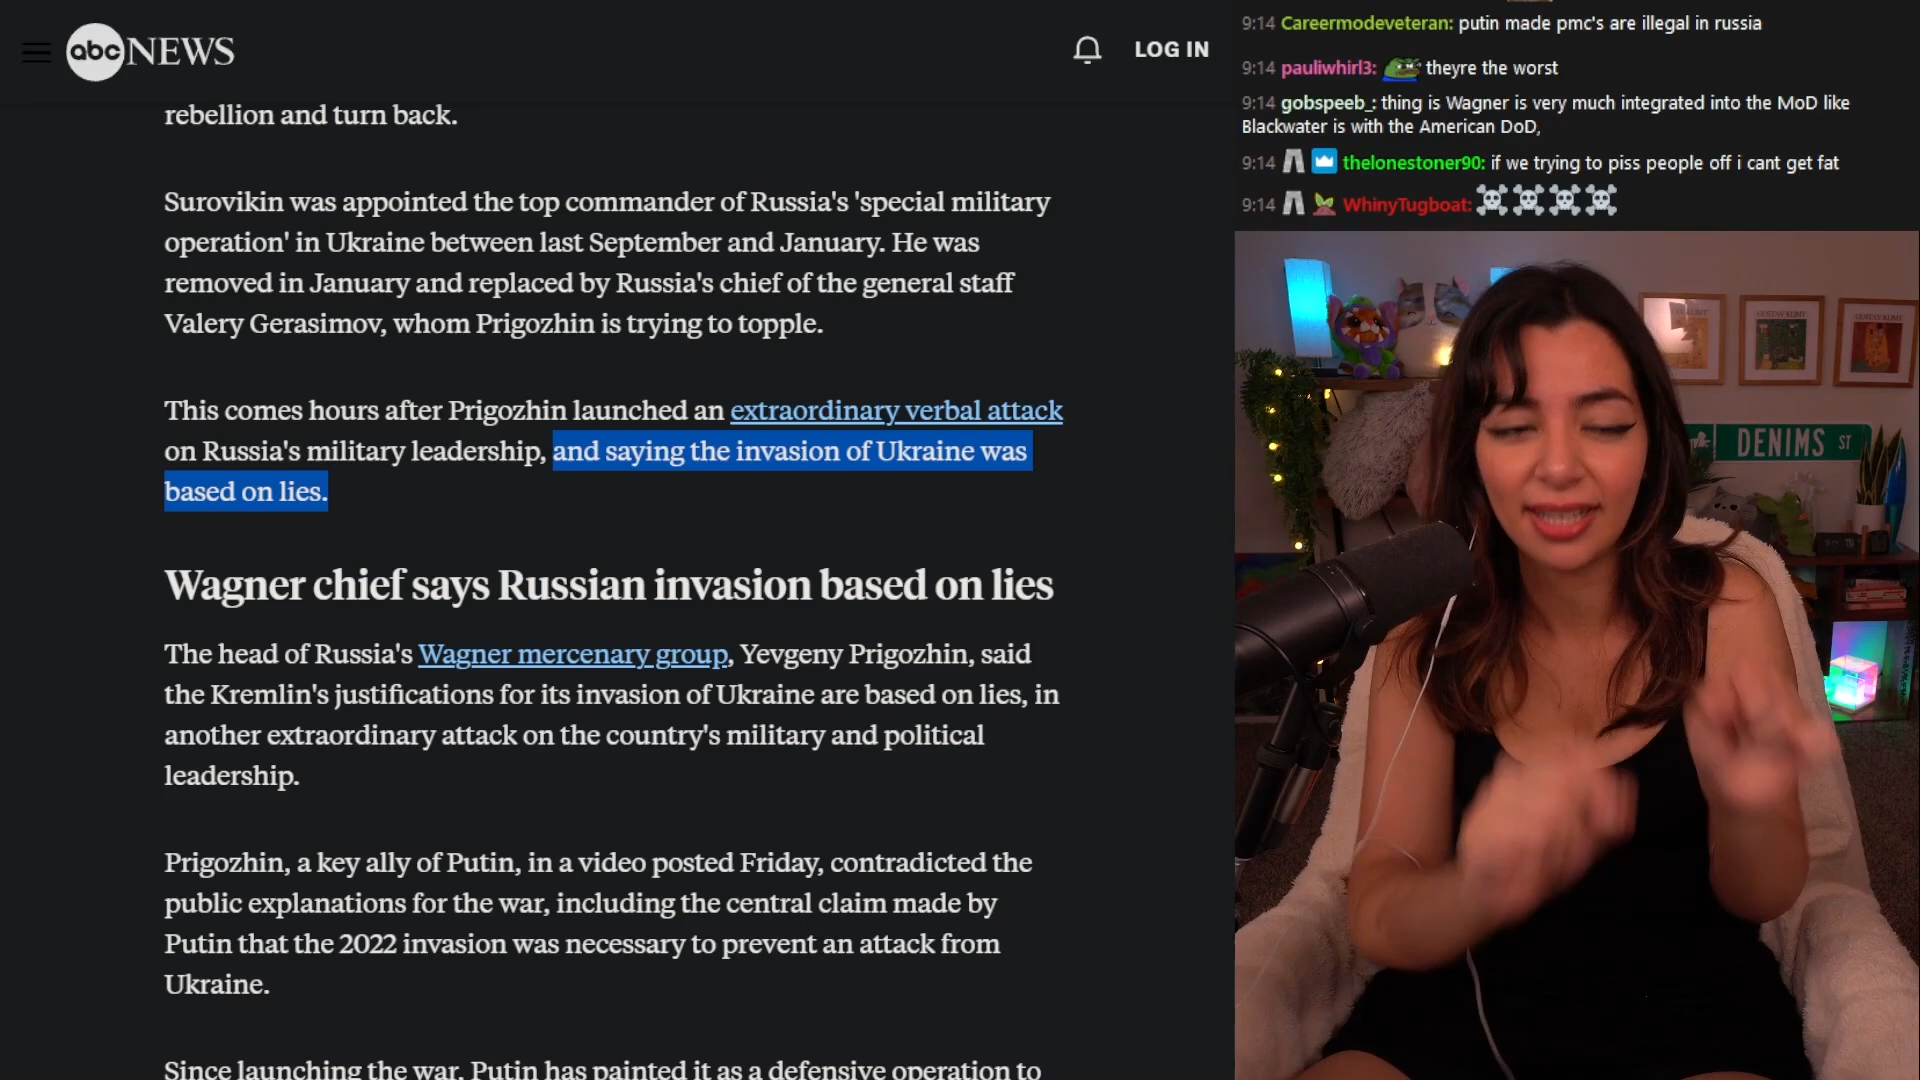 abc NEWS
LOG IN
rebellion and turn back.
Surovikin was appointed the top commander of Russia's 'special military
operation' in Ukraine between last September and January. He was
removed in January and replaced by Russia's chief of the general staff
Valery Gerasimov, whom Prigozhin is trying to topple.
This comes hours after Prigozhin launched an extraordinary verbal attack
on Russia's military leadership, and saying the invasion of Ukraine was
based on lies.
Wagner chief says Russian invasion based on lies
The head of Russia's Wagner mercenary group, Yevgeny Prigozhin, said
the Kremlin's justifications for its invasion of Ukraine are based on lies, in
another extraordinary attack on the country's military and political
leadership.
Prigozhin, a key ally of Putin, in a video posted Friday, contradicted the
public explanations for the war, including the central claim made by
Putin that the 2022 invasion was necessary to prevent an attack from
Ukraine.
Since launching the war, Putin has painted it as a defensive operation to
9:14 Careermodeveteran: putin made pmc's are illegal in russia
9:14 pauliwhirl3: theyre the worst
9:14 gobspeeb_: thing is Wagner is very much integrated into the MoD like
Blackwater is with the American DoD,
9:14 thelonestoner90: if we trying to piss people off i cant get fat
9:14 WhinyTugboat:
GUSTAV KLIMT
GUSTAV KLIMT
DENIMS ST